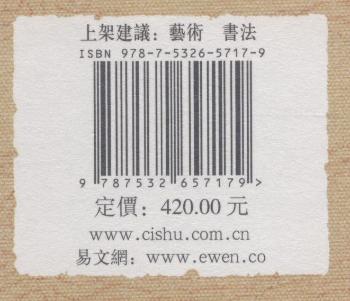 上架建議：藝術　書法
ISBN 978-7-5326-5717-9
9 787532 657179 >
定價：420.00 元
www.cishu.com.cn
易文網：www.ewen.co